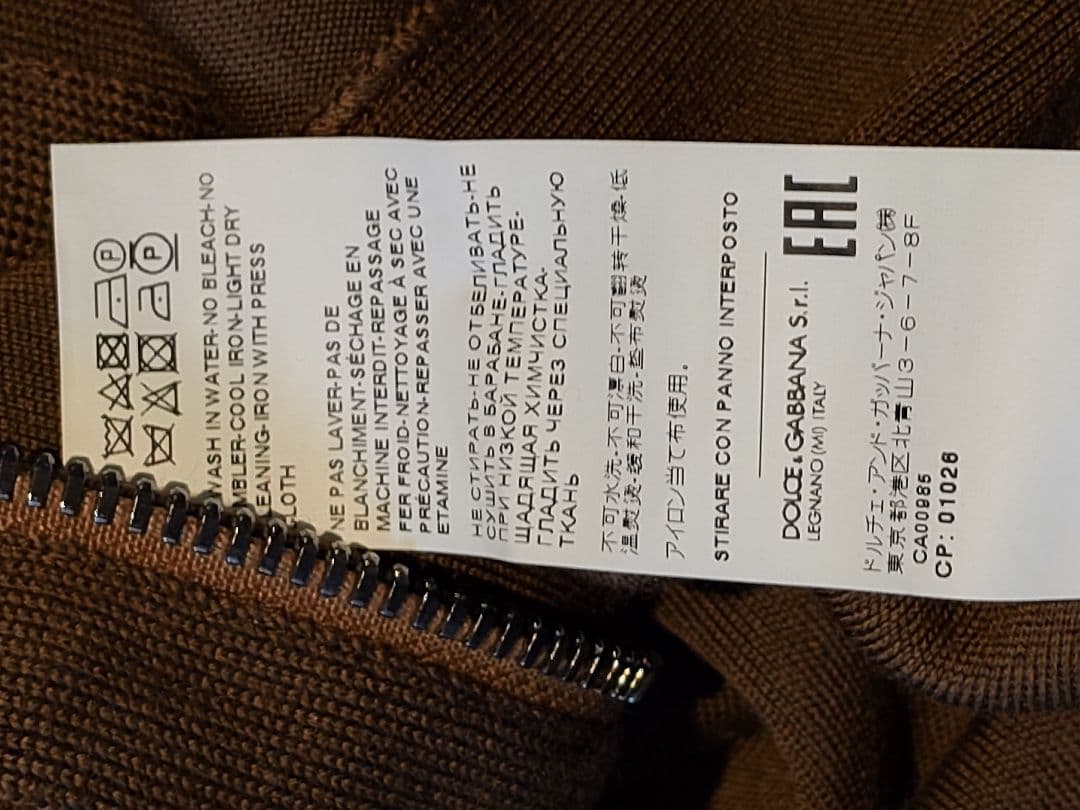 WASH IN WATER-NO BLEACH-NO
MBLER-COOL IRON-LIGHT DRY
EANING-IRON WITH PRESS
LOTH
NE PAS LAVER-PAS DE
BLANCHIMENT-SÉCHAGE EN
MACHINE INTERDIT-REPASSAGE
FER FROID-NETTOYAGE À SEC AVEC
PRÉCAUTION-REPASSER AVEC UNE
ETAMINE
НЕ СТИРАТЬ-НЕ ОТБЕЛИВАТЬ-НЕ
СУШИТЬ В БАРАБАНЕ-ГЛАДИТЬ
ПРИ НИЗКОЙ ТЕМПЕРАТУРЕ-
ЩАДЯЩАЯ ХИМЧИСТКА-
ГЛАДИТЬ ЧЕРЕЗ СПЕЦИАЛЬНУЮ
ТКАНЬ
不可水洗-不可漂白-不可翻转干燥-低
温熨烫-缓和干洗-垫布熨烫
アイロン当て布使用。
STIRARE CON PANNO INTERPOSTO
DOLCE & GABBANA S.r.l.
LEGNANO (MI) ITALY
EAC
ドルチェ・アンド・ガッバーナ・ジャパン㈱
東京都港区北青山3-6-7-8F
CA00985
CP: 01026